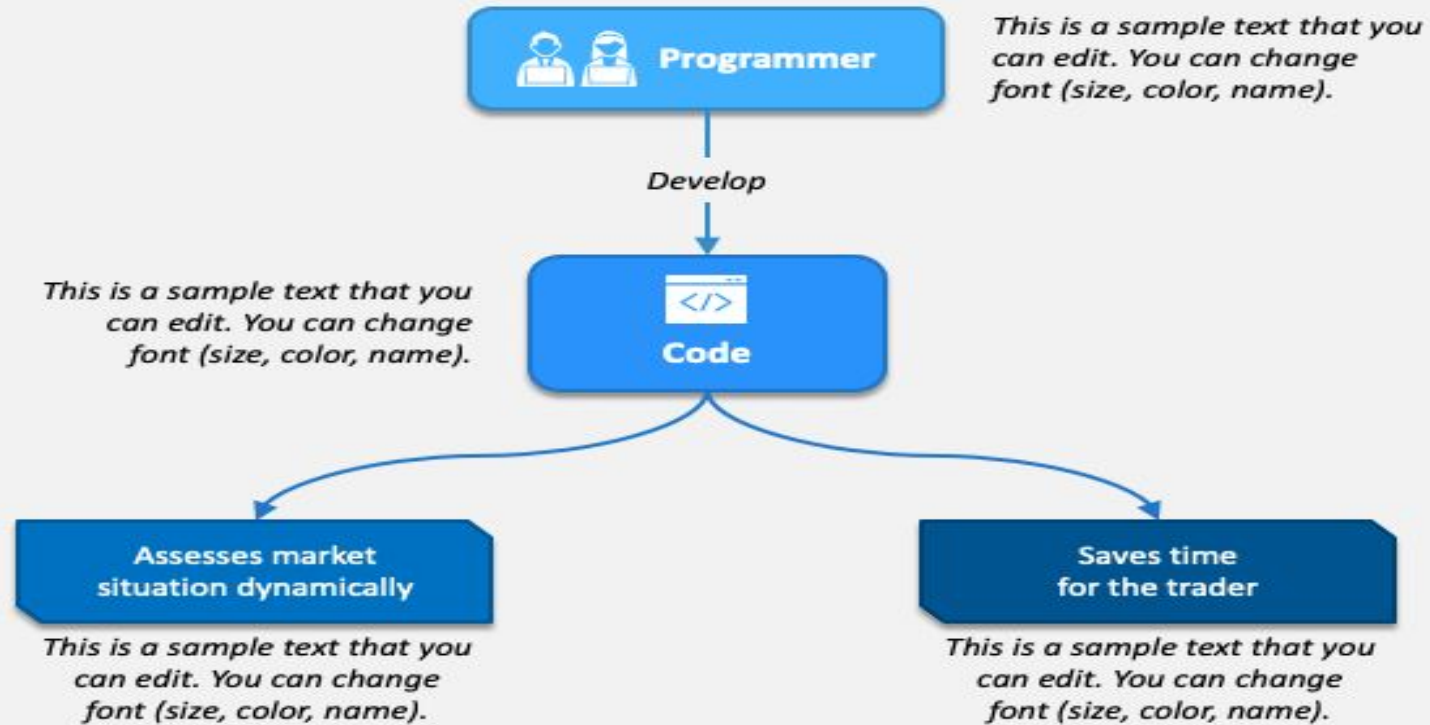 Programmer
This is a sample text that you
can edit. You can change
font (size, color, name).
Develop
This is a sample text that you
can edit. You can change
font (size, color, name).
</>
Code
Assesses market
situation dynamically
This is a sample text that you
can edit. You can change
font (size, color, name).
Saves time
for the trader
This is a sample text that you
can edit. You can change
font (size, color, name).